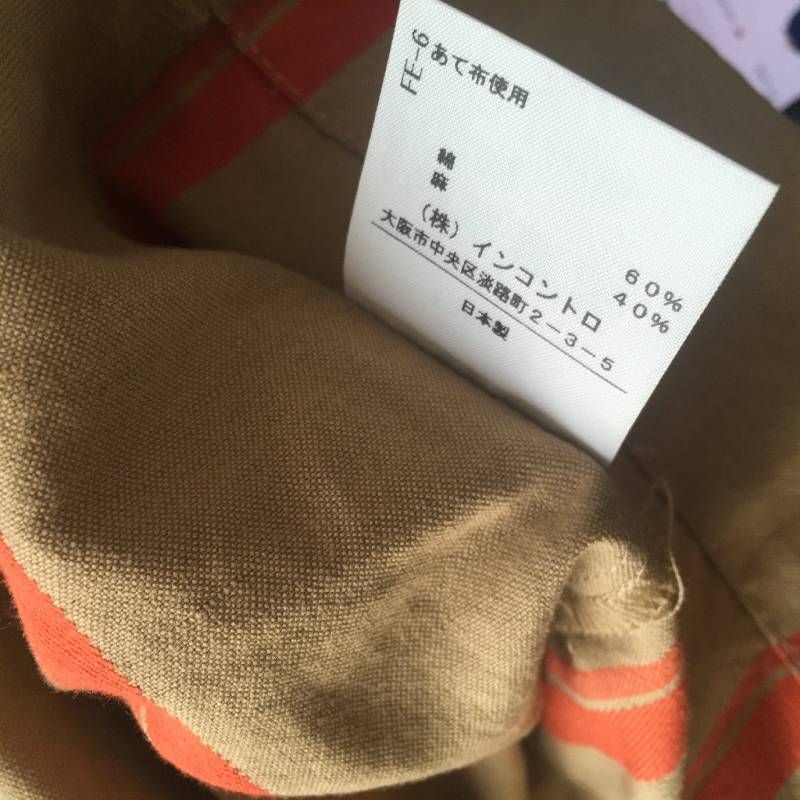 あて布使用
FE-6
綿 60%
麻 40%
(株)インコントロ
大阪市中央区淡路町2-3-5
日本製